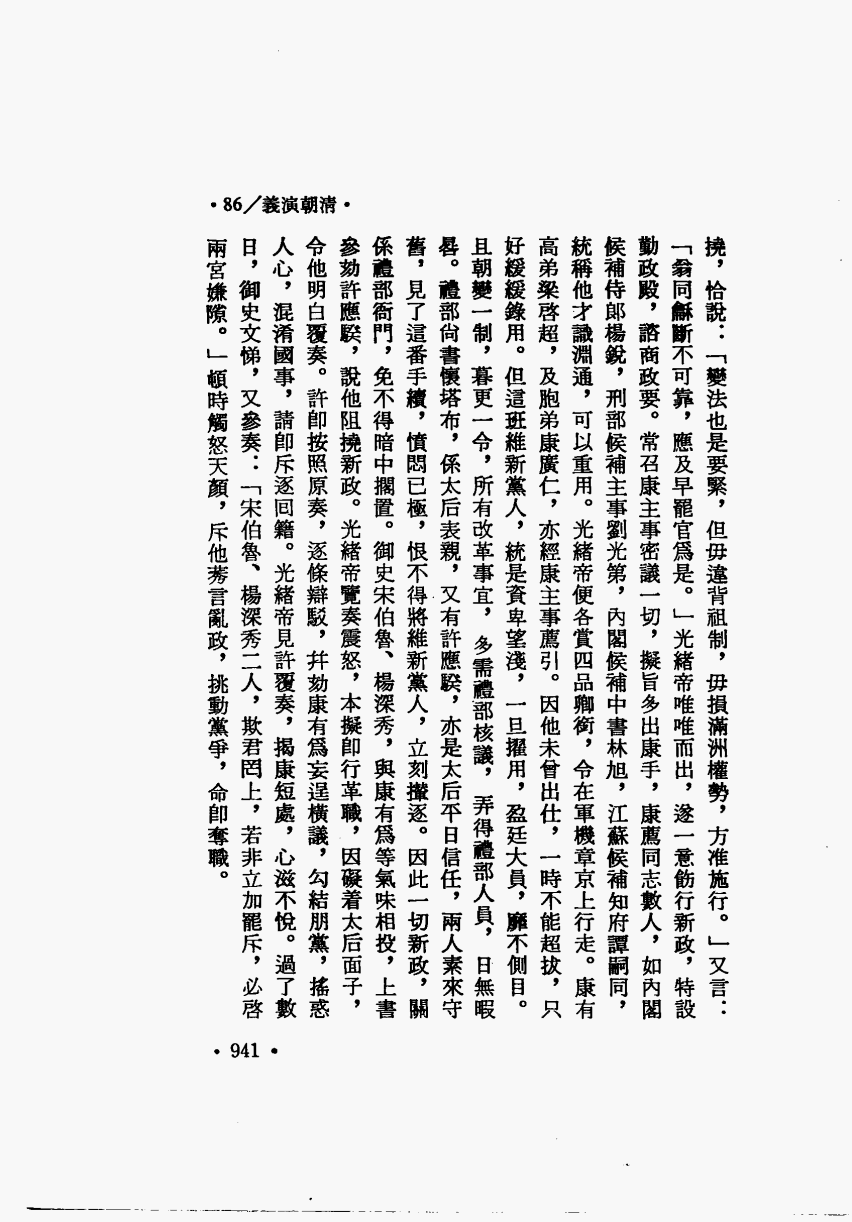 •86／義演朝清•
撓，恰說：「變法也是要緊，但毋違背祖制，毋損滿洲權勢，方准施行。」又言：
「翁同龢斷不可靠，應及早罷官爲是。」光緒帝唯唯而出，遂一意飭行新政，特設
勤政殿，諮商政要。常召康主事密議一切，擬旨多出康手，康薦同志數人，如內閣
候補侍郎楊銳，刑部候補主事劉光第，內閣候補中書林旭，江蘇候補知府譚嗣同，
統稱他才識淵通，可以重用。光緒帝便各賞四品卿銜，令在軍機章京上行走。康有
高弟梁啓超，及胞弟康廣仁，亦經康主事薦引。因他未曾出仕，一時不能超拔，只
好緩緩錄用。但這班維新黨人，統是資卑望淺，一旦擢用，盈廷大員，靡不側目。
且朝變一制，暮更一令，所有改革事宜，多需禮部核議，弄得禮部人員，日無暇
晷。禮部尙書懷塔布，係太后表親，又有許應騤，亦是太后平日信任，兩人素來守
舊，見了這番手續，憤悶已極，恨不得將維新黨人，立刻攆逐。因此一切新政，關
係禮部衙門，免不得暗中擱置。御史宋伯魯、楊深秀，與康有爲等氣味相投，上書
參劾許應騤，說他阻撓新政。光緒帝覽奏震怒，本擬卽行革職，因礙着太后面子，
令他明白覆奏。許卽按照原奏，逐條辯駁，幷劾康有爲妄逞橫議，勾結朋黨，搖惑
人心，混淆國事，請卽斥逐回籍。光緒帝見許覆奏，揭康短處，心滋不悅。過了數
日，御史文悌，又參奏：「宋伯魯、楊深秀二人，欺君罔上，若非立加罷斥，必啓
兩宮嫌隙。」頓時觸怒天顏，斥他莠言亂政，挑動黨爭，命卽奪職。
•941•